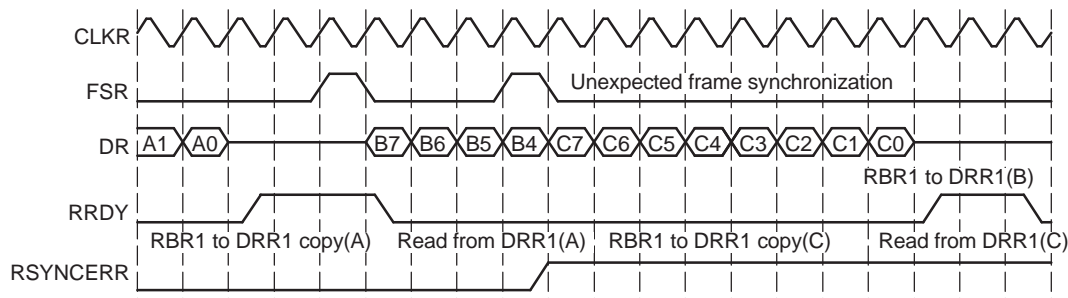 CLKR
FSR
Unexpected frame synchronization
DR A1 A0 B7 B6 B5 B4 C7 C6 C5 C4 C3 C2 C1 C0
RBR1 to DRR1(B)
RRDY
RBR1 to DRR1 copy(A) Read from DRR1(A) RBR1 to DRR1 copy(C) Read from DRR1(C)
RSYNCERR